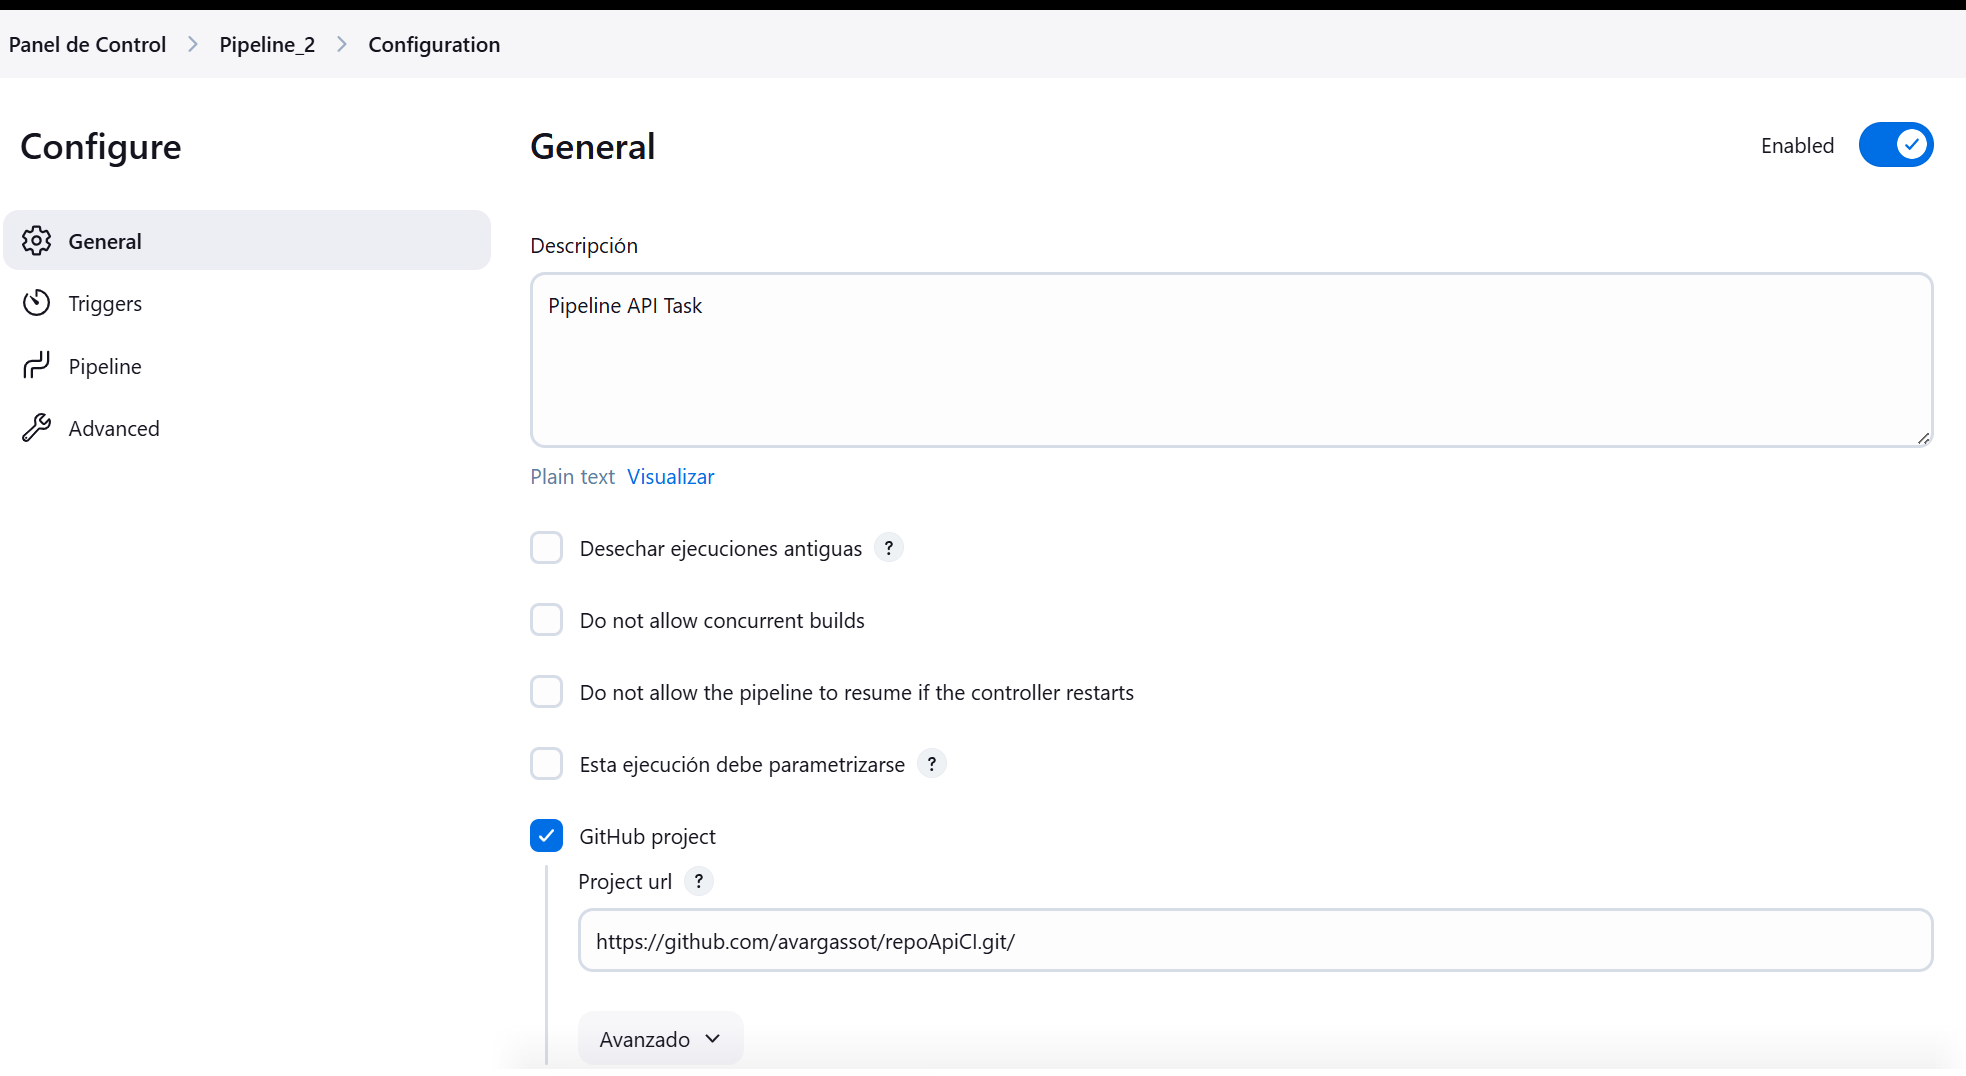 Panel de Control > Pipeline_2 > Configuration
Configure
General
Triggers
Pipeline
Advanced
General
Enabled
Descripción
Pipeline API Task
Plain text Visualizar
Desechar ejecuciones antiguas ?
Do not allow concurrent builds
Do not allow the pipeline to resume if the controller restarts
Esta ejecución debe parametrizarse ?
GitHub project
Project url ?
https://github.com/avargassot/repoApiCI.git/
Avanzado